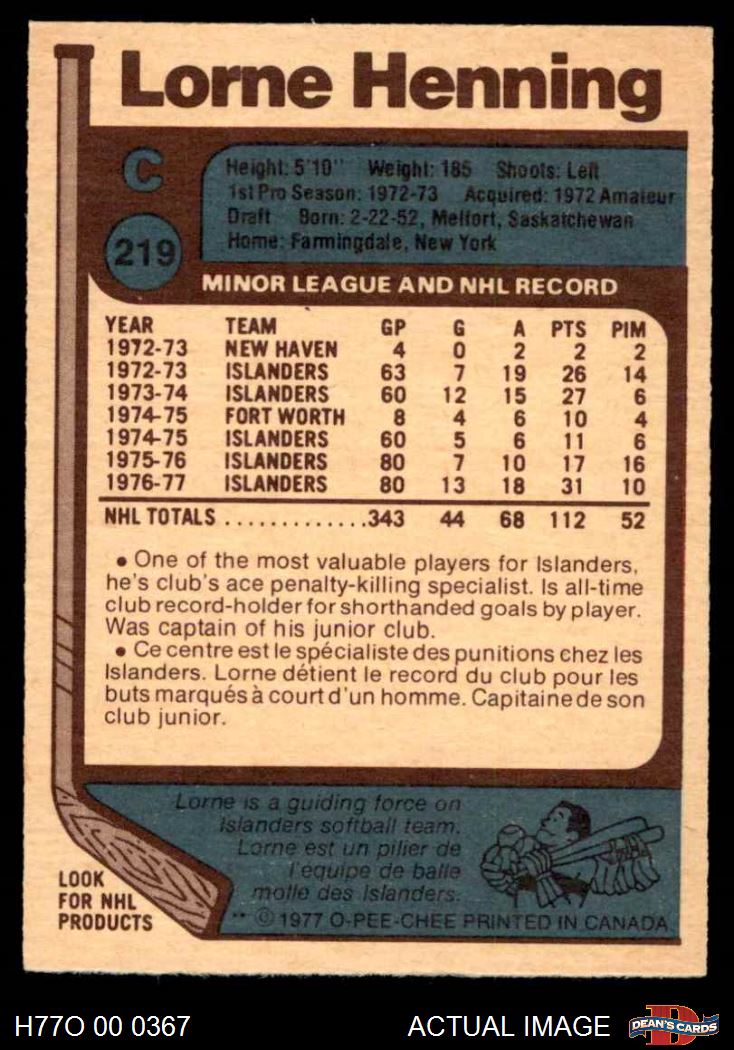 Lorne Henning
C
219
Height: 5'10" Weight: 185 Shoots: Left
1st Pro Season: 1972-73 Acquired: 1972 Amateur
Draft Born: 2-22-52, Melfort, Saskatchewan
Home: Farmingdale, New York
MINOR LEAGUE AND NHL RECORD
YEAR TEAM GP G A PTS PIM
1972-73 NEW HAVEN 4 0 2 2 2
1972-73 ISLANDERS 63 7 19 26 14
1973-74 ISLANDERS 60 12 15 27 6
1974-75 FORT WORTH 8 4 6 10 4
1974-75 ISLANDERS 60 5 6 11 6
1975-76 ISLANDERS 80 7 10 17 16
1976-77 ISLANDERS 80 13 18 31 10
NHL TOTALS .............343 44 68 112 52
• One of the most valuable players for Islanders,
he's club's ace penalty-killing specialist. Is all-time
club record-holder for shorthanded goals by player.
Was captain of his junior club.
• Ce centre est le spécialiste des punitions chez les
Islanders. Lorne détient le record du club pour les
buts marqués à court d'un homme. Capitaine de son
club junior.
Lorne is a guiding force on
Islanders softball team.
Lorne est un pilier de
l'equipe de balle
molle des Islanders.
LOOK
FOR NHL
PRODUCTS
** © 1977 O-PEE-CHEE PRINTED IN CANADA
H77O 00 0367 ACTUAL IMAGE
DEAN'S CARDS